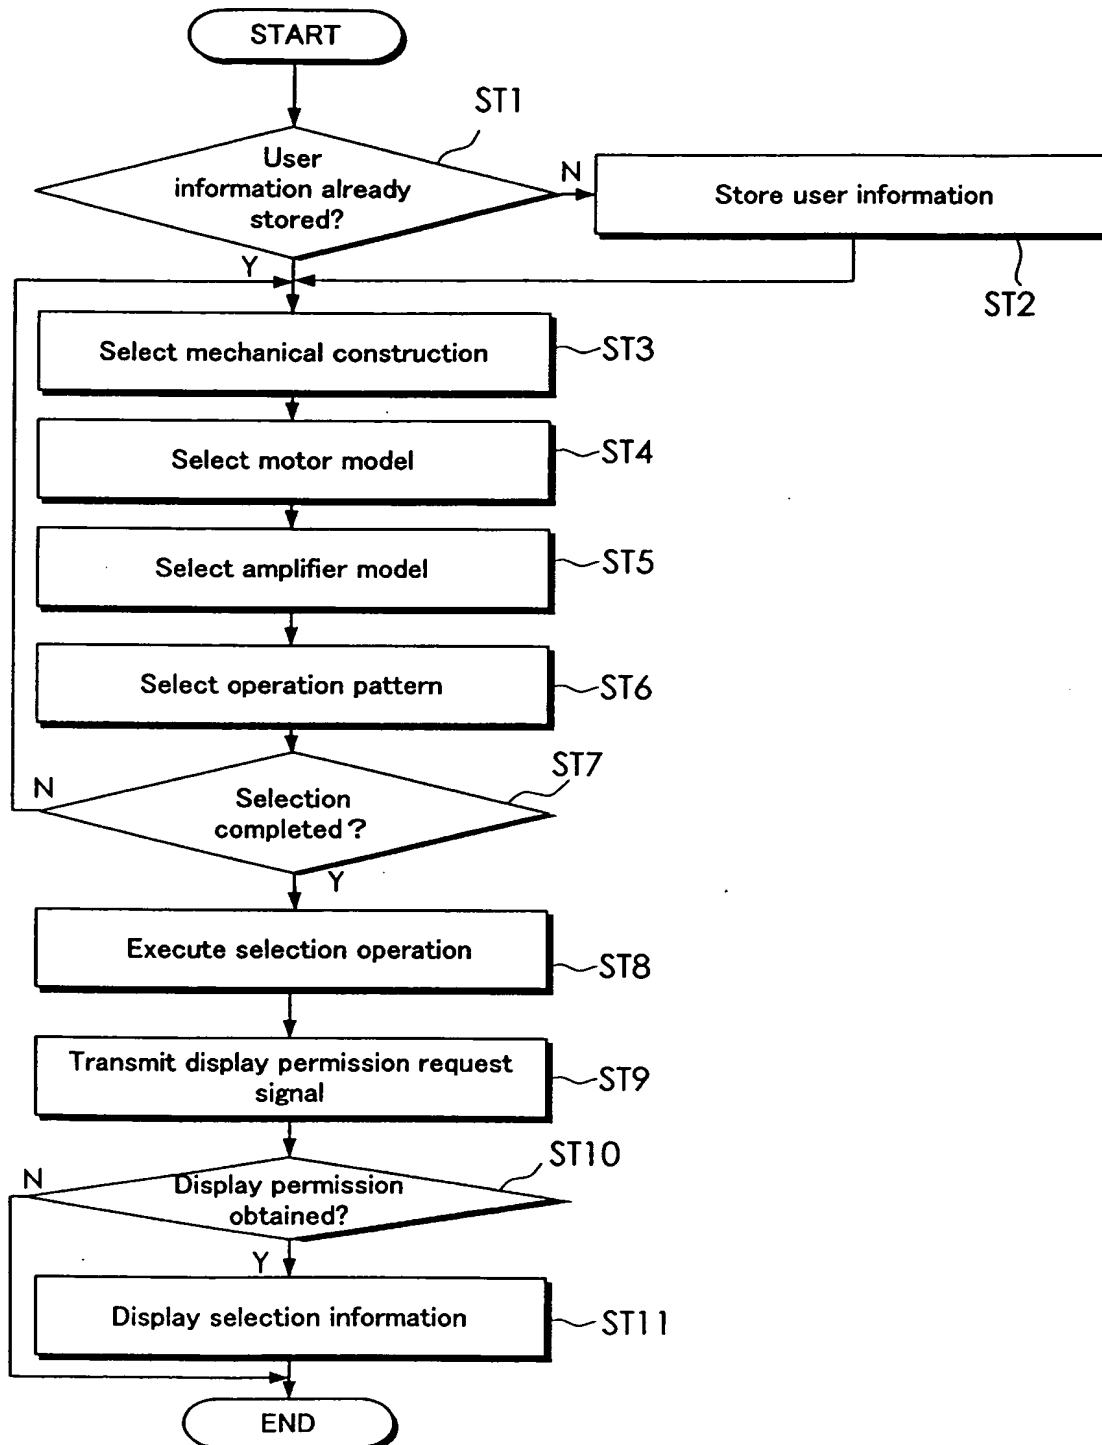 START
ST1
User
information already
stored?
N
Store user information
Y
ST2
Select mechanical construction
ST3
Select motor model
ST4
Select amplifier model
ST5
Select operation pattern
ST6
ST7
N
Selection
completed?
Y
Execute selection operation
ST8
Transmit display permission request
signal
ST9
ST10
N
Display permission
obtained?
Y
Display selection information
ST11
END